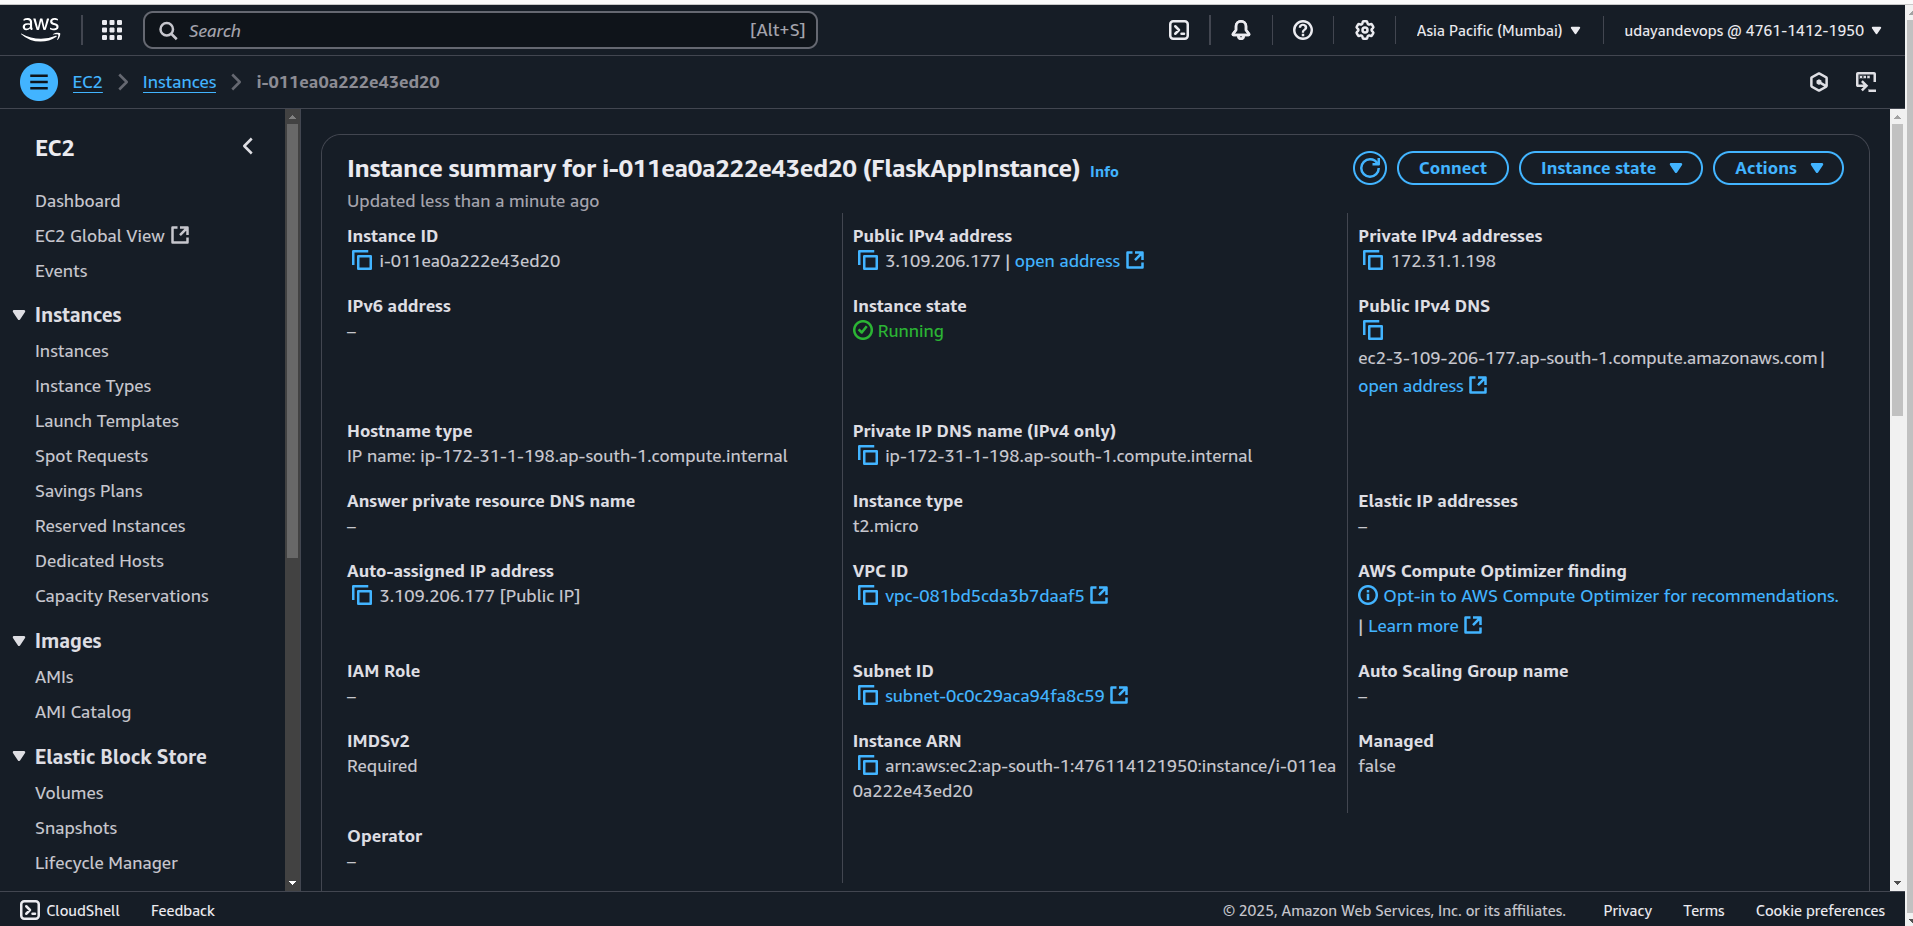 aws
Search
[Alt+S]
Asia Pacific (Mumbai)
udayandevops @ 4761-1412-1950
EC2
Instances
i-011ea0a222e43ed20
EC2
Dashboard
EC2 Global View
Events
Instances
Instances
Instance Types
Launch Templates
Spot Requests
Savings Plans
Reserved Instances
Dedicated Hosts
Capacity Reservations
Images
AMIs
AMI Catalog
Elastic Block Store
Volumes
Snapshots
Lifecycle Manager
Instance summary for i-011ea0a222e43ed20 (FlaskAppInstance) Info
Updated less than a minute ago
Connect
Instance state
Actions
Instance ID
i-011ea0a222e43ed20
Public IPv4 address
3.109.206.177 | open address
Private IPv4 addresses
172.31.1.198
IPv6 address
–
Instance state
Running
Public IPv4 DNS
ec2-3-109-206-177.ap-south-1.compute.amazonaws.com |
open address
Hostname type
IP name: ip-172-31-1-198.ap-south-1.compute.internal
Private IP DNS name (IPv4 only)
ip-172-31-1-198.ap-south-1.compute.internal
Answer private resource DNS name
–
Instance type
t2.micro
Elastic IP addresses
–
Auto-assigned IP address
3.109.206.177 [Public IP]
VPC ID
vpc-081bd5cda3b7daaf5
AWS Compute Optimizer finding
Opt-in to AWS Compute Optimizer for recommendations.
| Learn more
IAM Role
–
Subnet ID
subnet-0c0c29aca94fa8c59
Auto Scaling Group name
–
IMDSv2
Required
Instance ARN
arn:aws:ec2:ap-south-1:476114121950:instance/i-011ea
0a222e43ed20
Managed
false
Operator
–
CloudShell
Feedback
© 2025, Amazon Web Services, Inc. or its affiliates.
Privacy
Terms
Cookie preferences